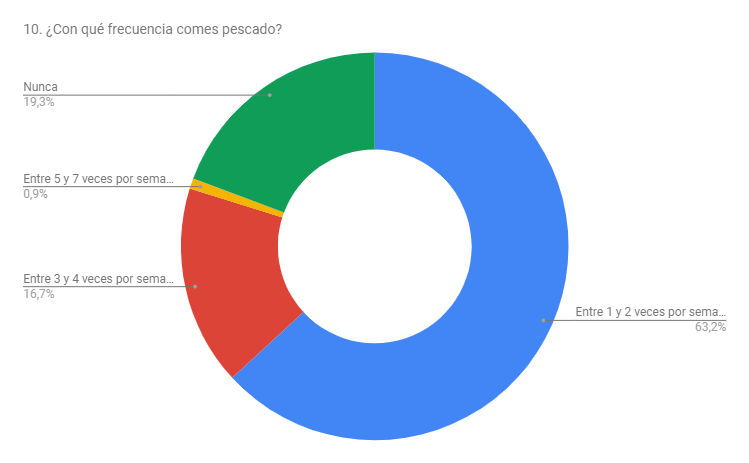 10. ¿Con qué frecuencia comes pescado?
Nunca
19,3%
Entre 5 y 7 veces por sema...
0,9%
Entre 3 y 4 veces por sema...
16,7%
Entre 1 y 2 veces por sema...
63,2%